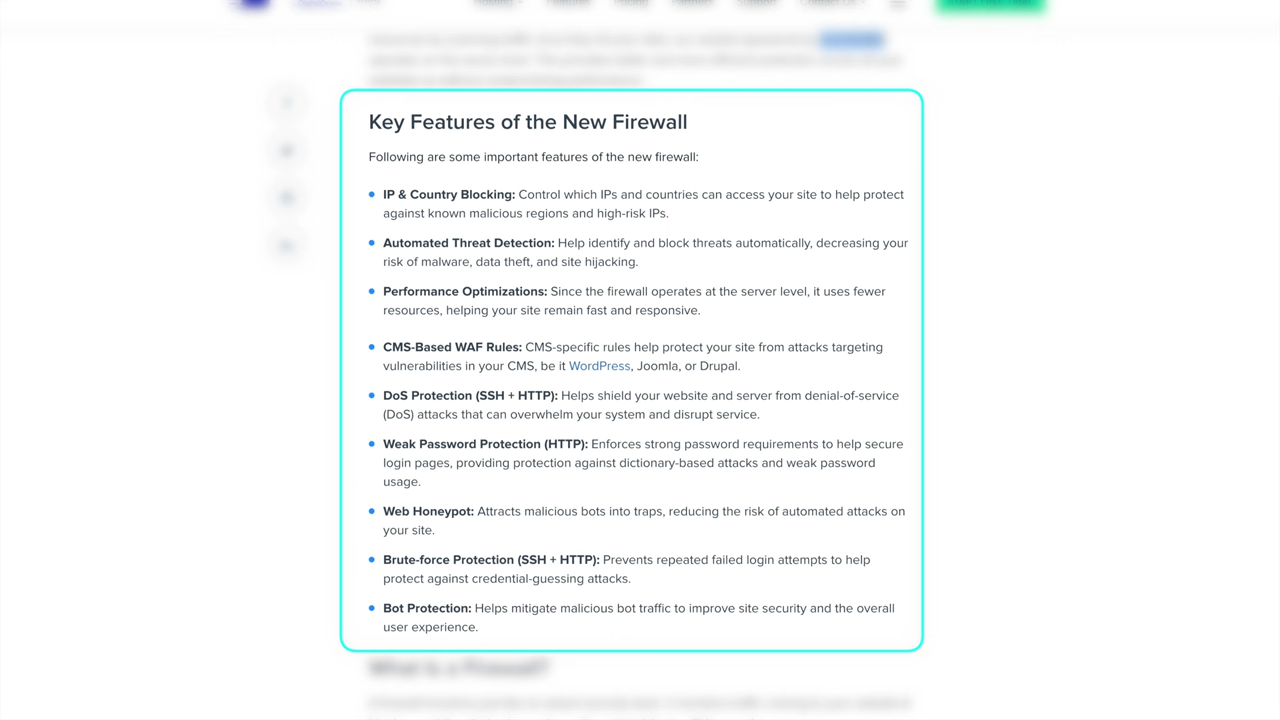 Key Features of the New Firewall
Following are some important features of the new firewall:
IP & Country Blocking: Control which IPs and countries can access your site to help protect
against known malicious regions and high-risk IPs.
Automated Threat Detection: Help identify and block threats automatically, decreasing your
risk of malware, data theft, and site hijacking.
Performance Optimizations: Since the firewall operates at the server level, it uses fewer
resources, helping your site remain fast and responsive.
CMS-Based WAF Rules: CMS-specific rules help protect your site from attacks targeting
vulnerabilities in your CMS, be it WordPress, Joomla, or Drupal.
DoS Protection (SSH + HTTP): Helps shield your website and server from denial-of-service
(DoS) attacks that can overwhelm your system and disrupt service.
Weak Password Protection (HTTP): Enforces strong password requirements to help secure
login pages, providing protection against dictionary-based attacks and weak password
usage.
Web Honeypot: Attracts malicious bots into traps, reducing the risk of automated attacks on
your site.
Brute-force Protection (SSH + HTTP): Prevents repeated failed login attempts to help
protect against credential-guessing attacks.
Bot Protection: Helps mitigate malicious bot traffic to improve site security and the overall
user experience.
What is a Firewall?